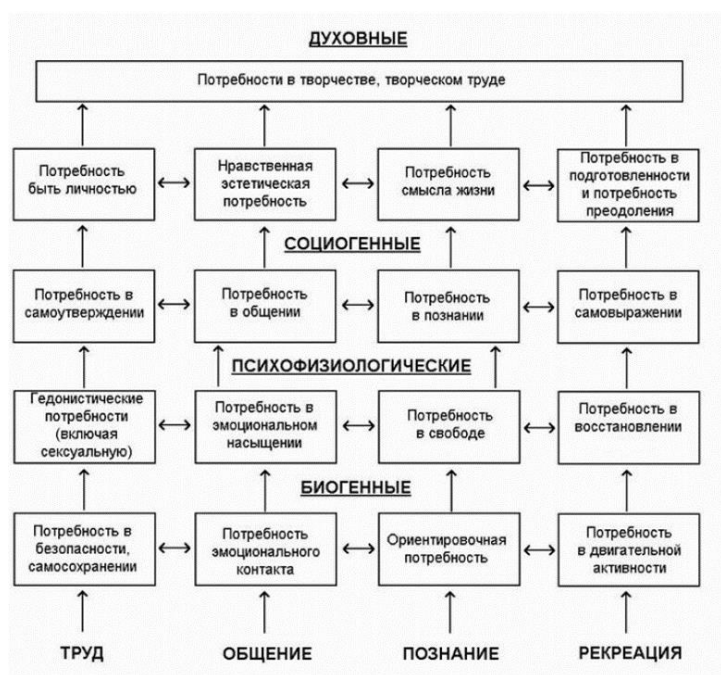 ДУХОВНЫЕ
Потребности в творчестве, творческом труде
Потребность
быть личностью
Нравственная
эстетическая
потребность
Потребность
смысла жизни
Потребность в
подготовленности
и потребность
преодоления
СОЦИОГЕННЫЕ
Потребность в
самоутверждении
Потребность
в общении
Потребность
в познании
Потребность в
самовыражении
ПСИХОФИЗИОЛОГИЧЕСКИЕ
Гедонистические
потребности
(включая
сексуальную)
Потребность в
эмоциональном
насыщении
Потребность
в свободе
Потребность в
восстановлении
БИОГЕННЫЕ
Потребность в
безопасности,
самосохранении
Потребность
эмоционального
контакта
Ориентировочная
потребность
Потребность
в двигательной
активности
ТРУД
ОБЩЕНИЕ
ПОЗНАНИЕ
РЕКРЕАЦИЯ